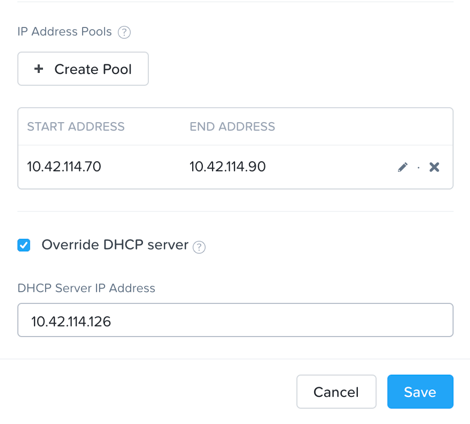 IP Address Pools ?
+ Create Pool
START ADDRESS END ADDRESS
10.42.114.70 10.42.114.90
Override DHCP server ?
DHCP Server IP Address
10.42.114.126
Cancel Save